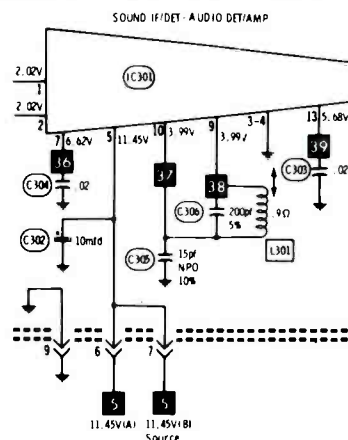 SOUND IF/DET - AUDIO DET/AMP
IC301
2.02V
1
2.02V
2
7 6.62V 5 11.45V 10 3.99V 9 3.99V 3-4 13 5.68V
36 37 38 39
C304 .02
C303 .02
C306 200pf 5%
.9Ω
L301
C302 10mfd
C305 15pf NPO 10%
9 6 7
5 5
11.45V(A) 11.45V(B)
Source